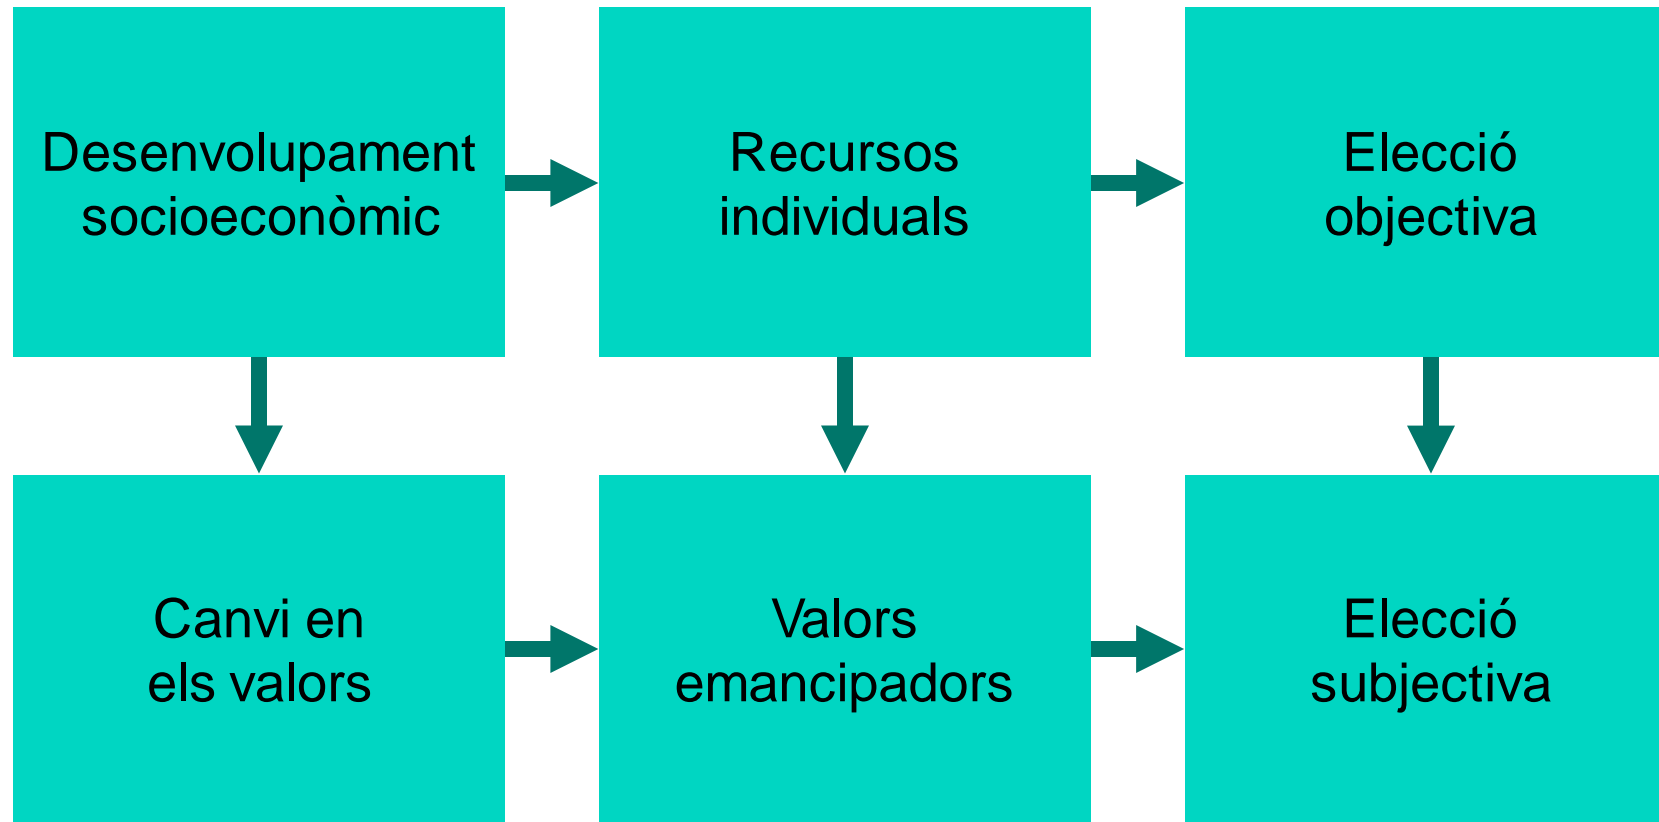 Desenvolupament
socioeconòmic
Recursos
individuals
Elecció
objectiva
Canvi en
els valors
Valors
emancipadors
Elecció
subjectiva